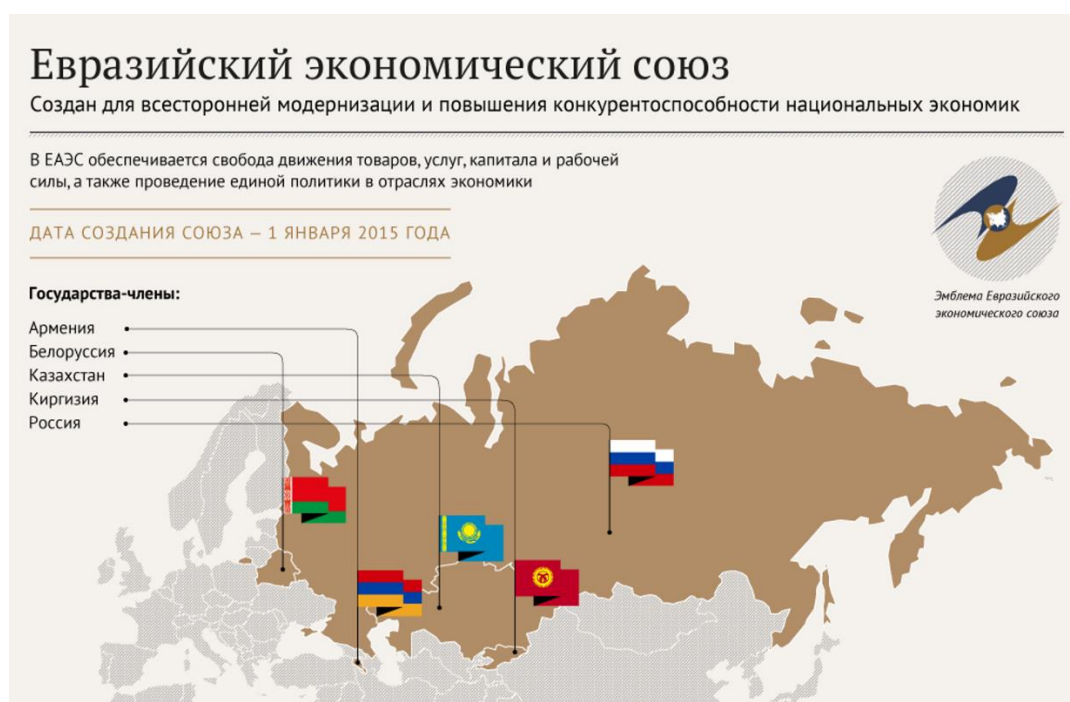 Евразийский экономический союз
Создан для всесторонней модернизации и повышения конкурентоспособности национальных экономик
В ЕАЭС обеспечивается свобода движения товаров, услуг, капитала и рабочей
силы, а также проведение единой политики в отраслях экономики
ДАТА СОЗДАНИЯ СОЮЗА – 1 ЯНВАРЯ 2015 ГОДА
Эмблема Евразийского
экономического союза
Государства-члены:
Армения
Белоруссия
Казахстан
Киргизия
Россия